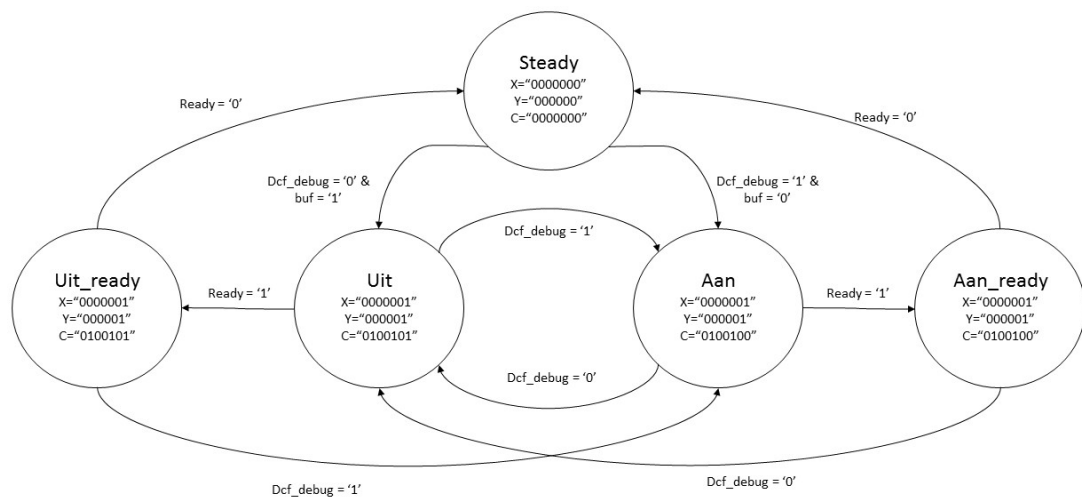 Steady
X=“0000000”
Y=“000000”
C=“0000000”
Ready = ‘0’
Ready = ‘0’
Dcf_debug = ‘0’ &
buf = ‘1’
Dcf_debug = ‘1’ &
buf = ‘0’
Dcf_debug = ‘1’
Uit_ready
X=“0000001”
Y=“000001”
C=“0100101”
Ready = ‘1’
Uit
X=“0000001”
Y=“000001”
C=“0100101”
Aan
X=“0000001”
Y=“000001”
C=“0100100”
Ready = ‘1’
Aan_ready
X=“0000001”
Y=“000001”
C=“0100100”
Dcf_debug = ‘0’
Dcf_debug = ‘1’
Dcf_debug = ‘0’